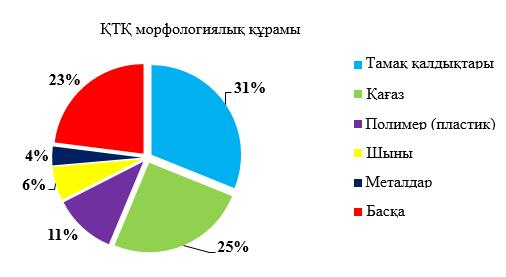 ҚТҚ морфологиялық құрамы
31%
25%
11%
6%
4%
23%
Тамақ қалдықтары
Қағаз
Полимер (пластик)
Шыны
Металдар
Басқа